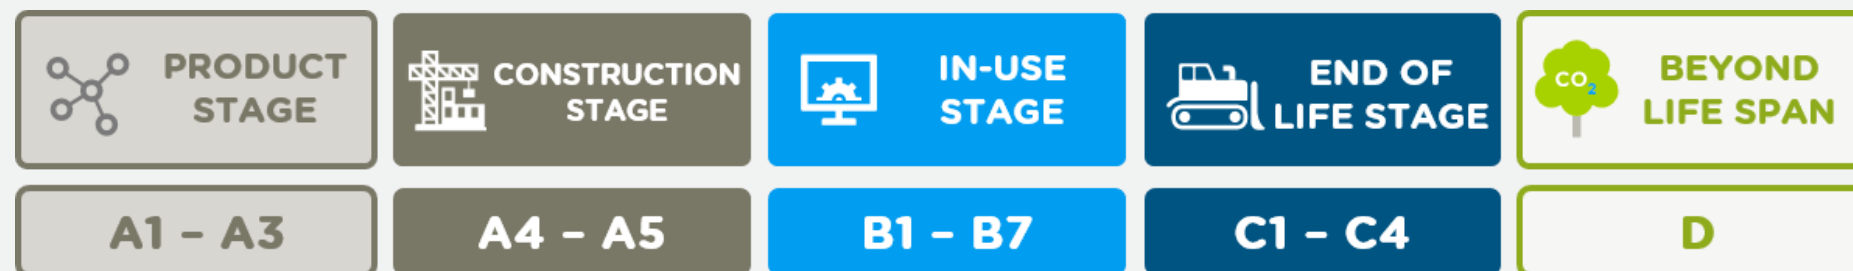 PRODUCT
STAGE
CONSTRUCTION
STAGE
IN-USE
STAGE
END OF
LIFE STAGE
CO2
BEYOND
LIFE SPAN
A1 – A3
A4 – A5
B1 – B7
C1 – C4
D